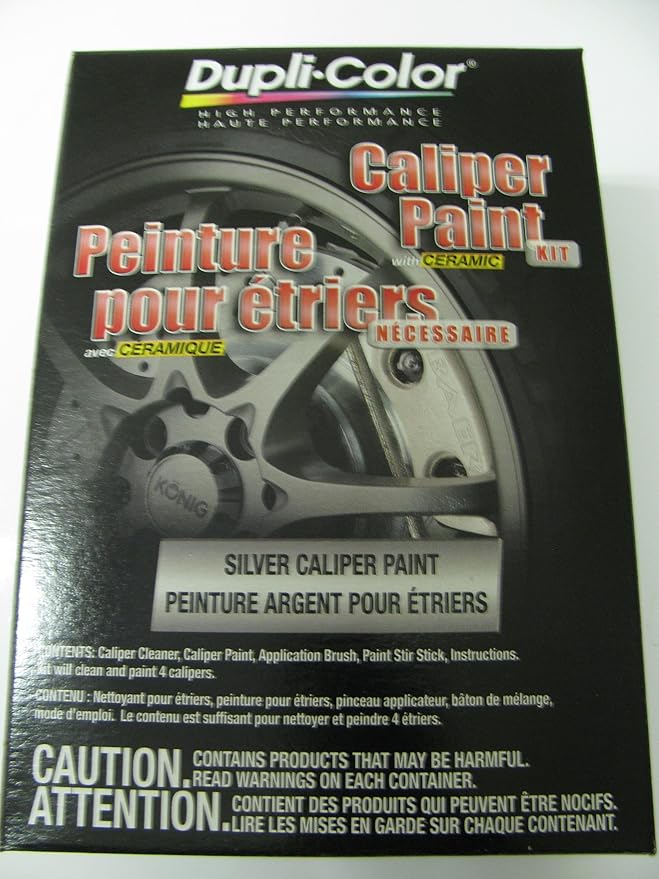 Dupli-Color®
HIGH PERFORMANCE
HAUTE PERFORMANCE
Caliper
Paint
KIT
with CERAMIC
Peinture
pour étriers
NÉCESSAIRE
avec CÉRAMIQUE
KÖNIG
SILVER CALIPER PAINT
PEINTURE ARGENT POUR ÉTRIERS
CONTENTS: Caliper Cleaner, Caliper Paint, Application Brush, Paint Stir Stick, Instructions.
Kit will clean and paint 4 calipers.
CONTENU : Nettoyant pour étriers, peinture pour étriers, pinceau applicateur, bâton de mélange,
mode d'emploi. Le contenu est suffisant pour nettoyer et peindre 4 étriers.
CAUTION. CONTAINS PRODUCTS THAT MAY BE HARMFUL.
READ WARNINGS ON EACH CONTAINER.
ATTENTION. CONTIENT DES PRODUITS QUI PEUVENT ÊTRE NOCIFS.
LIRE LES MISES EN GARDE SUR CHAQUE CONTENANT.